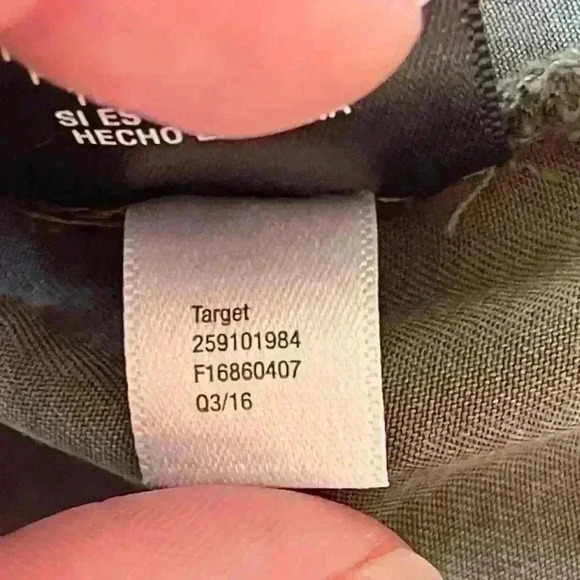 SI ES
HECHO
Target
259101984
F16860407
Q3/16